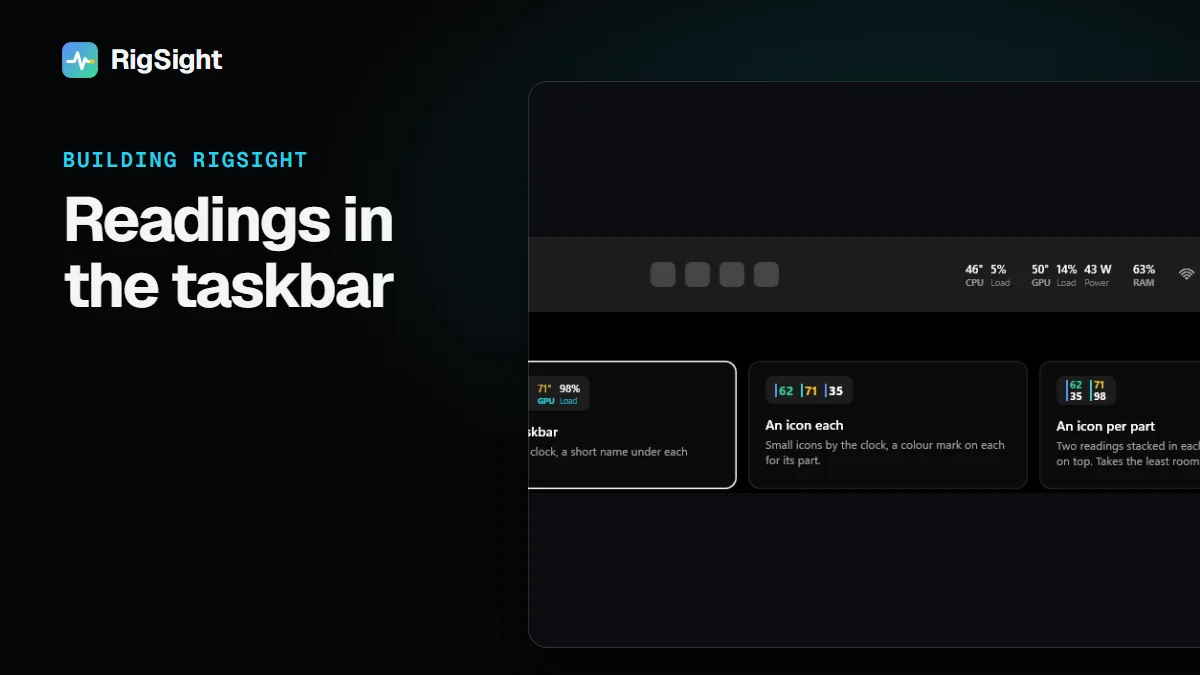 RigSight
BUILDING RIGSIGHT
Readings in
the taskbar
46° 5% 50° 14% 43 W 63%
CPU Load GPU Load Power RAM
71° 98%
GPU Load
skbar
clock, a short name under each
62 71 35
An icon each
Small icons by the clock, a colour mark on each
for its part.
62 71
35 98
An icon per part
Two readings stacked in each
on top. Takes the least room